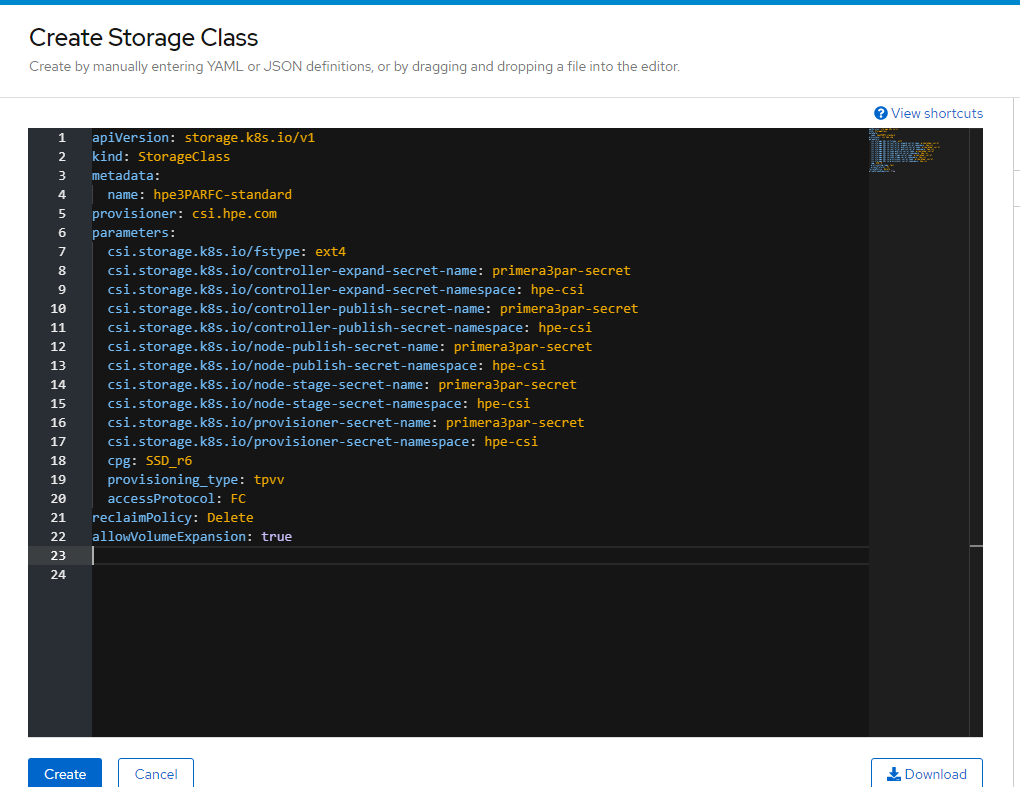 Create Storage Class
Create by manually entering YAML or JSON definitions, or by dragging and dropping a file into the editor.
View shortcuts
1 apiVersion: storage.k8s.io/v1
2 kind: StorageClass
3 metadata:
4   name: hpe3PARFC-standard
5 provisioner: csi.hpe.com
6 parameters:
7   csi.storage.k8s.io/fstype: ext4
8   csi.storage.k8s.io/controller-expand-secret-name: primera3par-secret
9   csi.storage.k8s.io/controller-expand-secret-namespace: hpe-csi
10   csi.storage.k8s.io/controller-publish-secret-name: primera3par-secret
11   csi.storage.k8s.io/controller-publish-secret-namespace: hpe-csi
12   csi.storage.k8s.io/node-publish-secret-name: primera3par-secret
13   csi.storage.k8s.io/node-publish-secret-namespace: hpe-csi
14   csi.storage.k8s.io/node-stage-secret-name: primera3par-secret
15   csi.storage.k8s.io/node-stage-secret-namespace: hpe-csi
16   csi.storage.k8s.io/provisioner-secret-name: primera3par-secret
17   csi.storage.k8s.io/provisioner-secret-namespace: hpe-csi
18   cpg: SSD_r6
19   provisioning_type: tpvv
20   accessProtocol: FC
21 reclaimPolicy: Delete
22 allowVolumeExpansion: true
23
24
Create Cancel Download